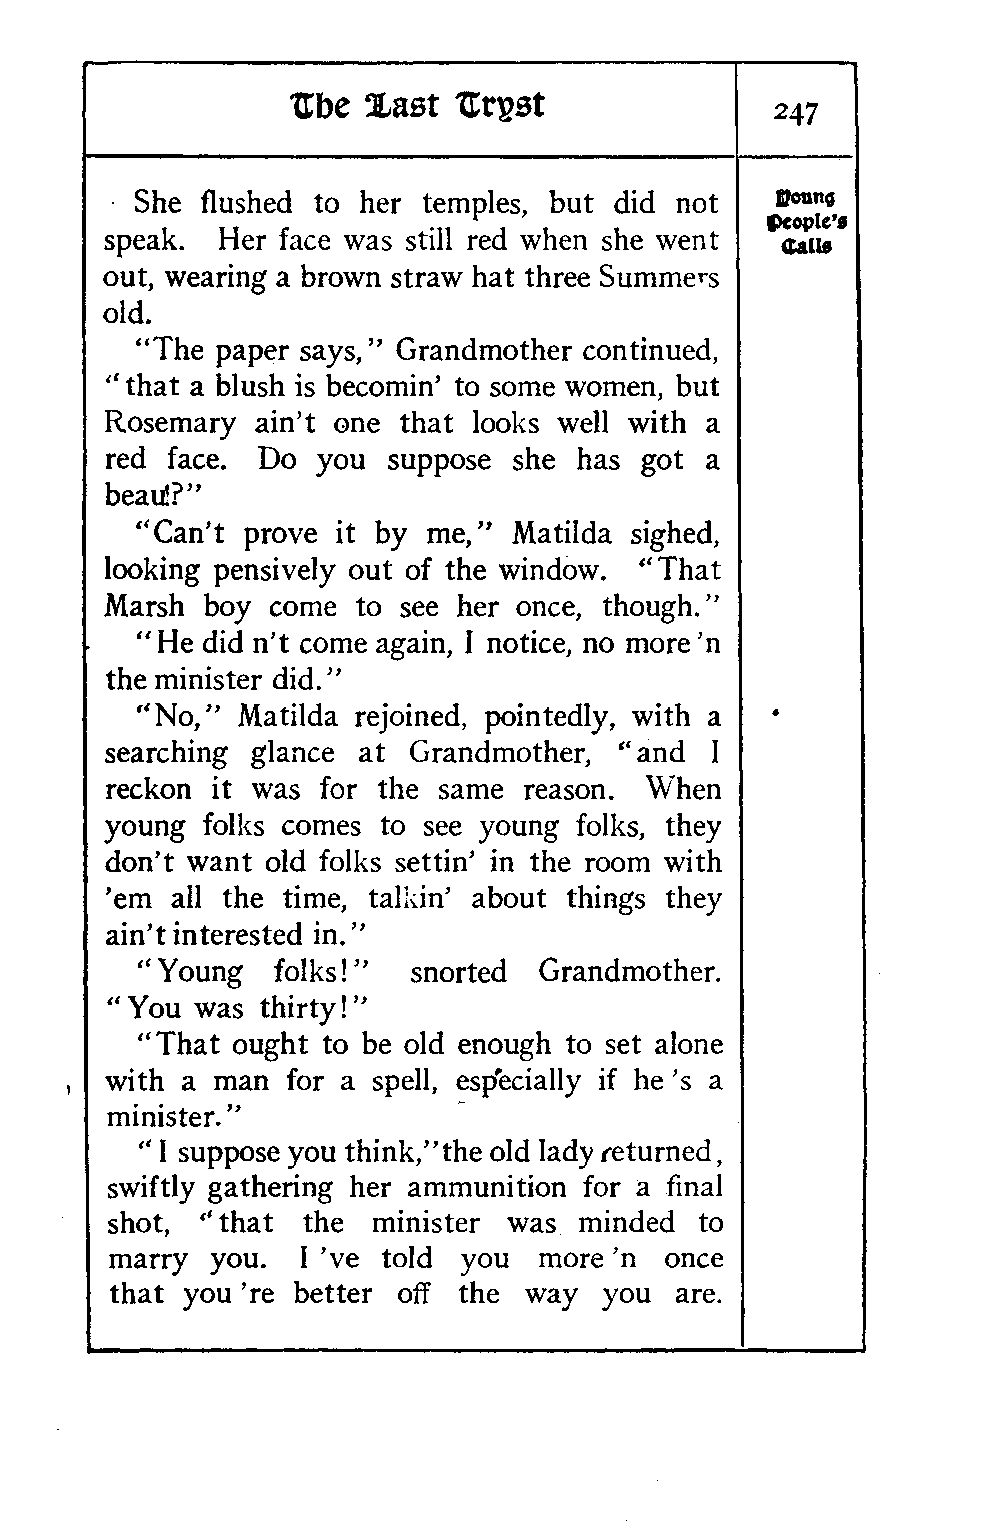 The Last Tryst
247
Young
People's
Calls
She flushed to her temples, but did not
speak. Her face was still red when she went
out, wearing a brown straw hat three Summers
old.
"The paper says," Grandmother continued,
"that a blush is becomin' to some women, but
Rosemary ain't one that looks well with a
red face. Do you suppose she has got a
beau?"
"Can't prove it by me," Matilda sighed,
looking pensively out of the window. "That
Marsh boy come to see her once, though."
"He did n't come again, I notice, no more 'n
the minister did."
"No," Matilda rejoined, pointedly, with a
searching glance at Grandmother, "and I
reckon it was for the same reason. When
young folks comes to see young folks, they
don't want old folks settin' in the room with
'em all the time, talkin' about things they
ain't interested in."
"Young folks!" snorted Grandmother.
"You was thirty!"
"That ought to be old enough to set alone
with a man for a spell, especially if he 's a
minister."
"I suppose you think," the old lady returned,
swiftly gathering her ammunition for a final
shot, "that the minister was minded to
marry you. I 've told you more 'n once
that you 're better off the way you are.